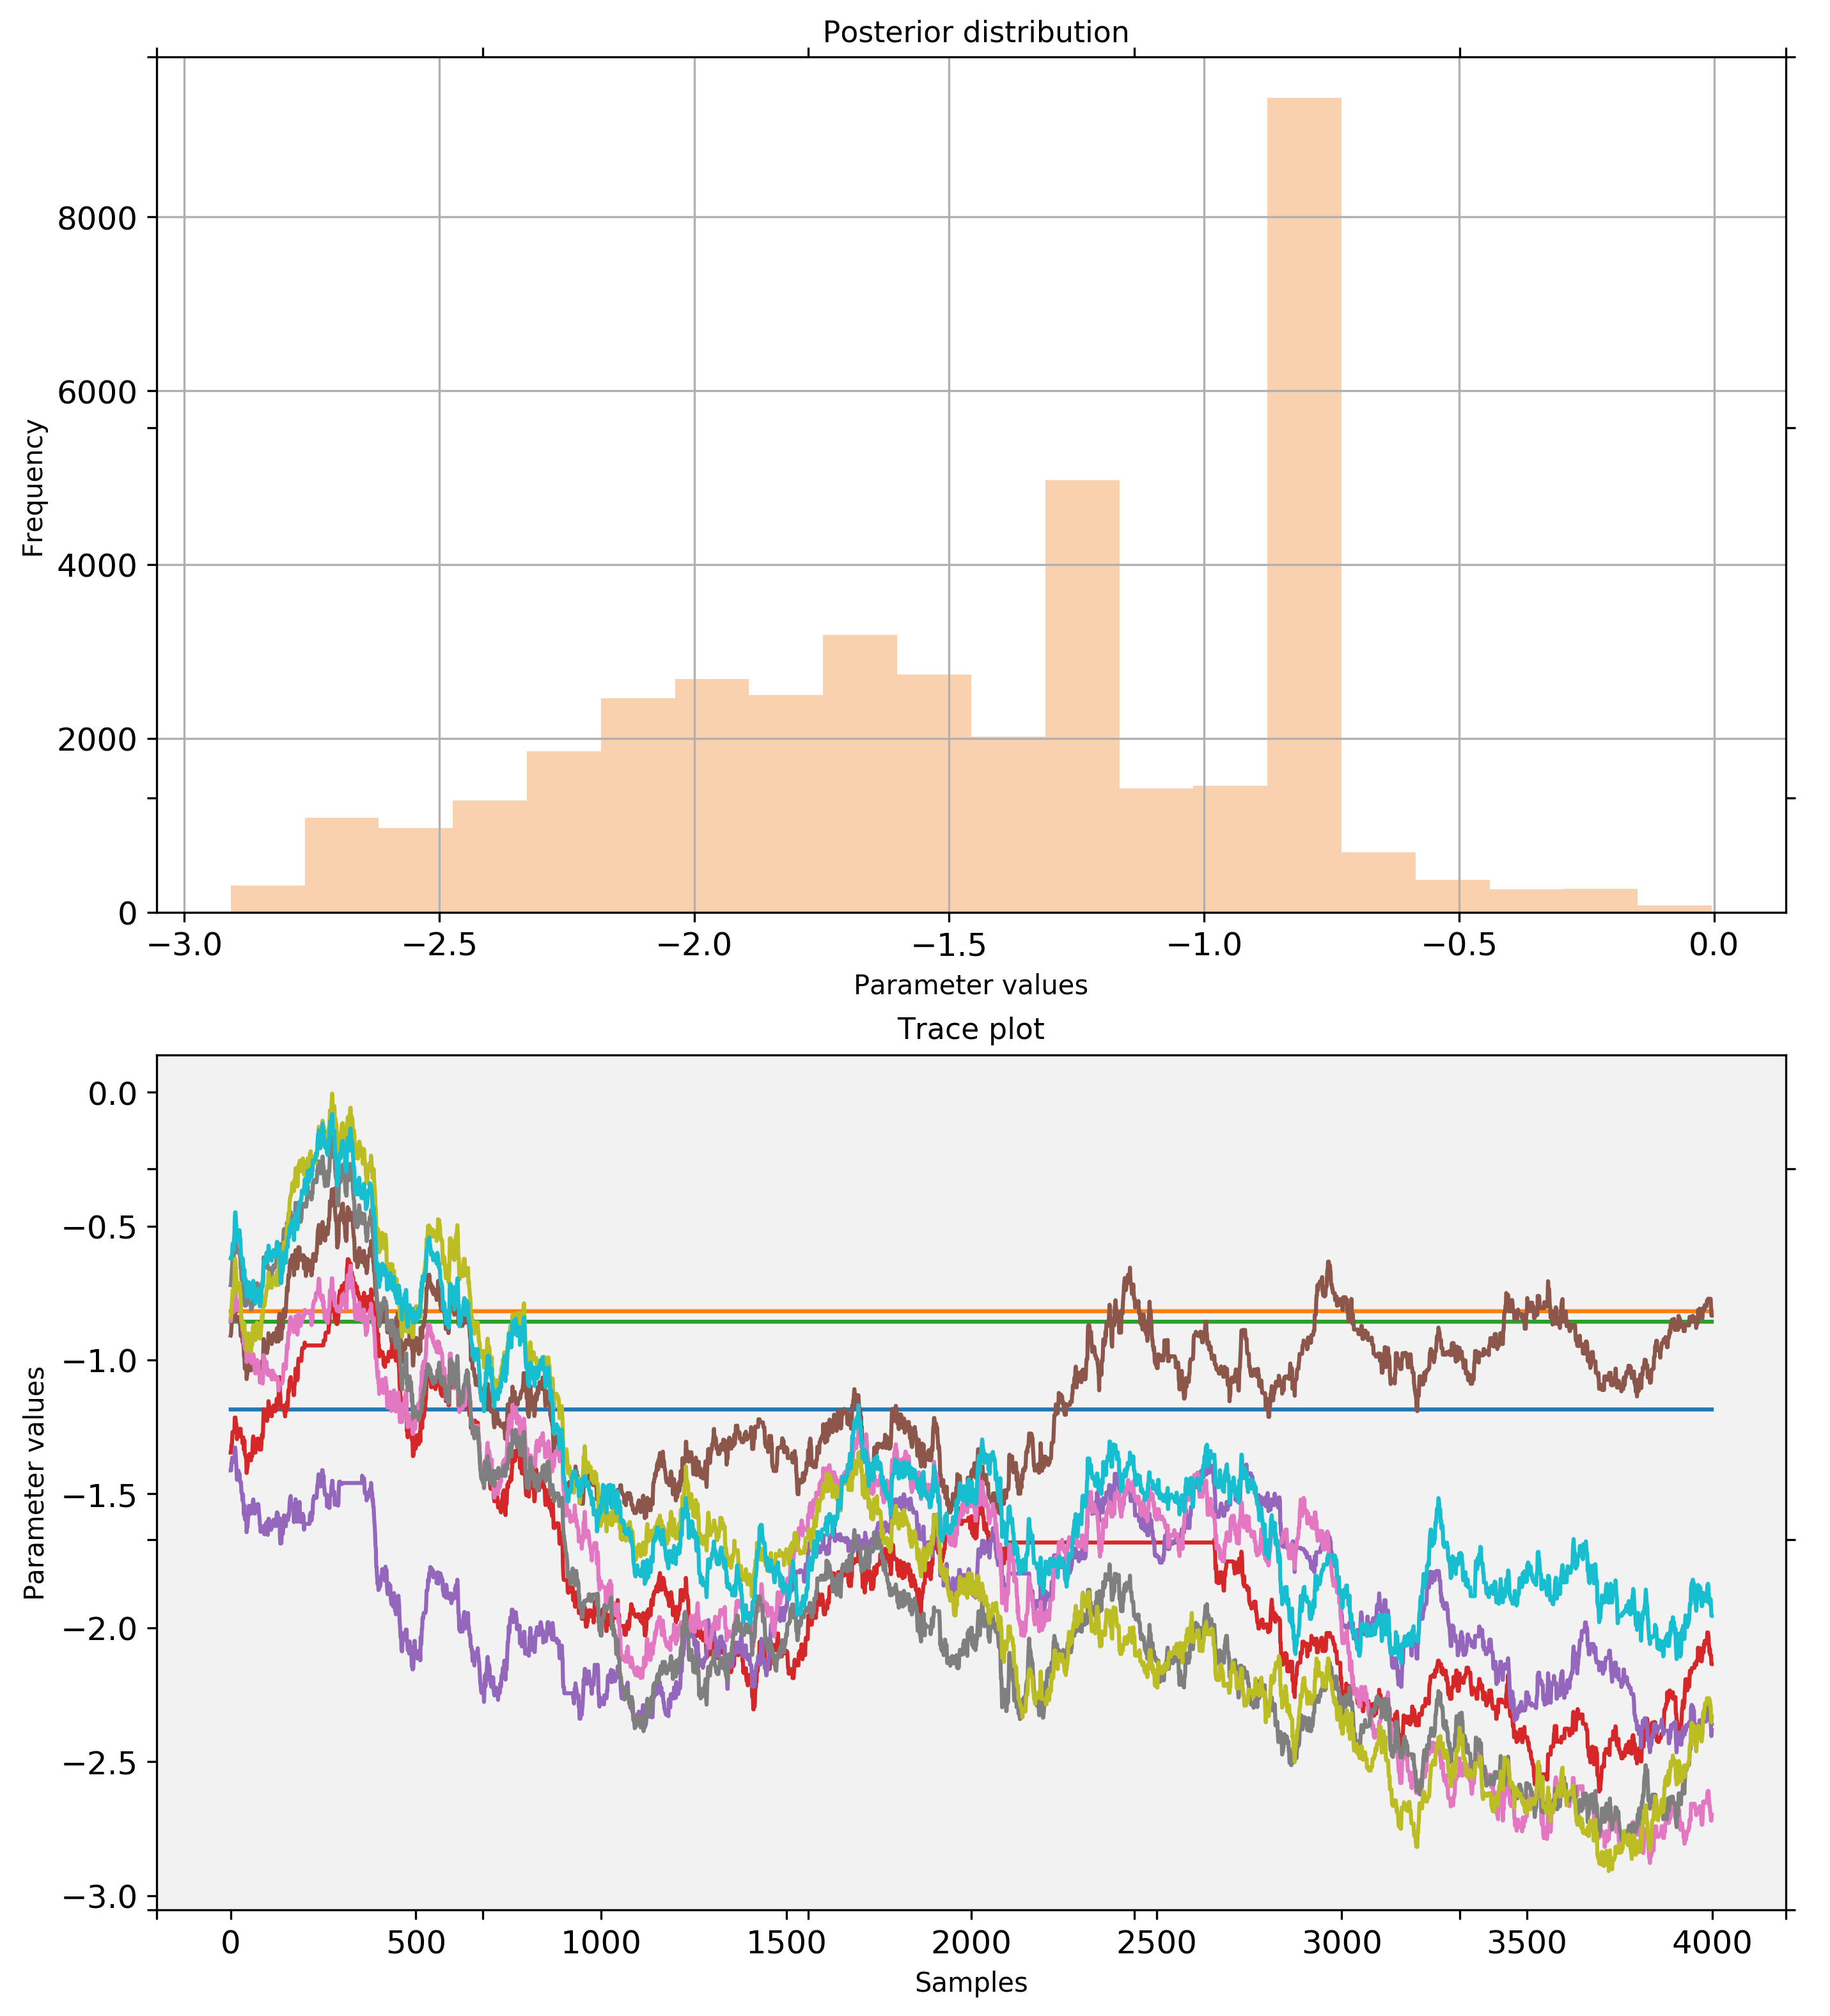 Posterior distribution
8000
6000
4000
2000
0
Frequency
−3.0 −2.5 −2.0 −1.5 −1.0 −0.5 0.0
Parameter values
Trace plot
0.0
−0.5
−1.0
−1.5
−2.0
−2.5
−3.0
Parameter values
0 500 1000 1500 2000 2500 3000 3500 4000
Samples